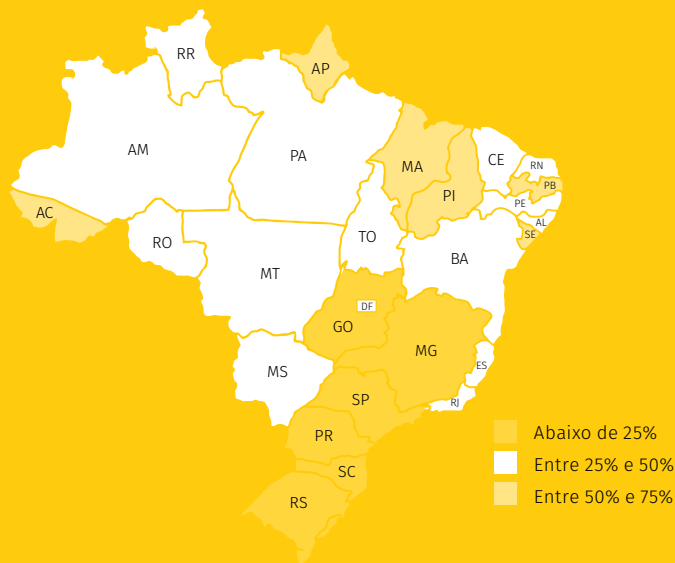 RR
AP
AM
PA
MA
CE
RN
PB
PI
PE
AL
SE
AC
TO
RO
BA
MT
DF
GO
MG
ES
MS
SP
RJ
PR
SC
RS
Abaixo de 25%
Entre 25% e 50%
Entre 50% e 75%